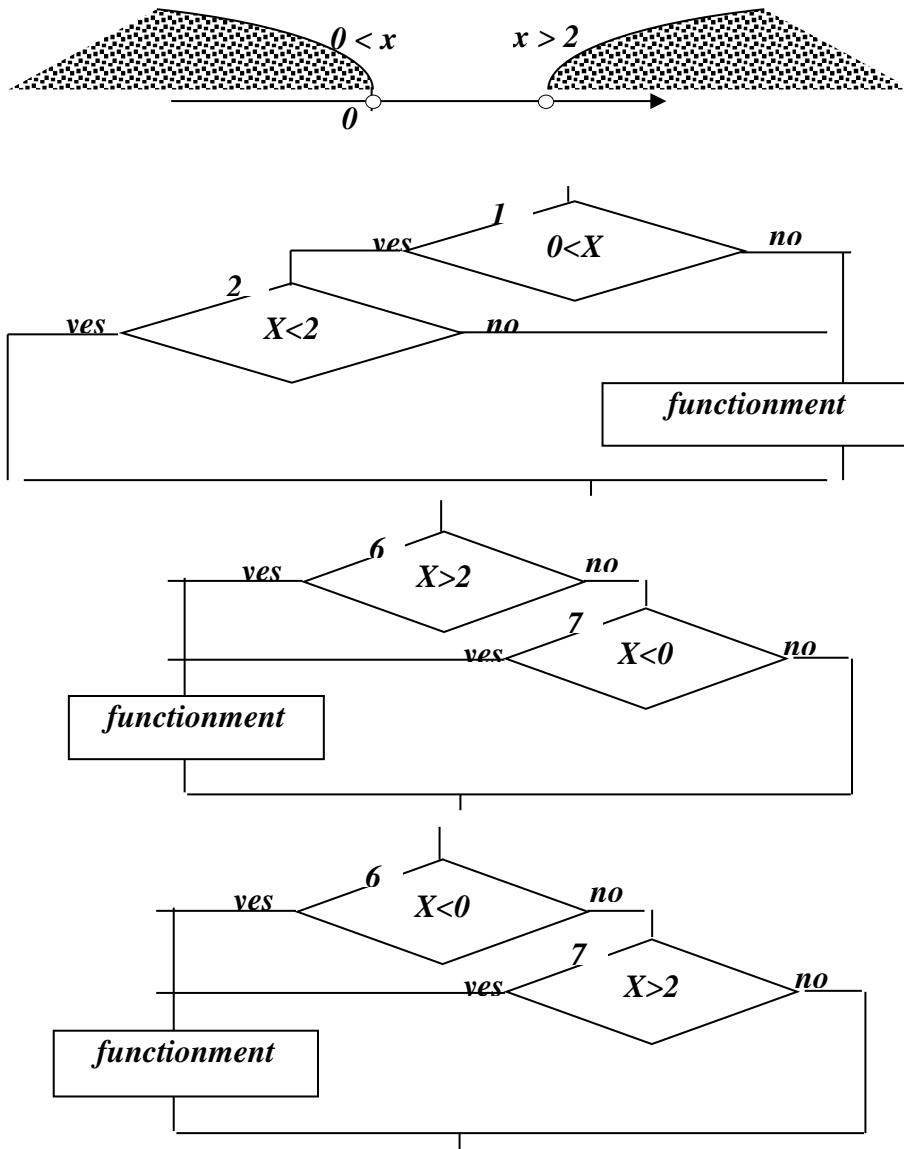 0 < x
x > 2
0
1
yes
0<X
no
2
yes
X<2
no
functionment
6
yes
X>2
no
7
yes
X<0
no
functionment
6
yes
X<0
no
7
yes
X>2
no
functionment